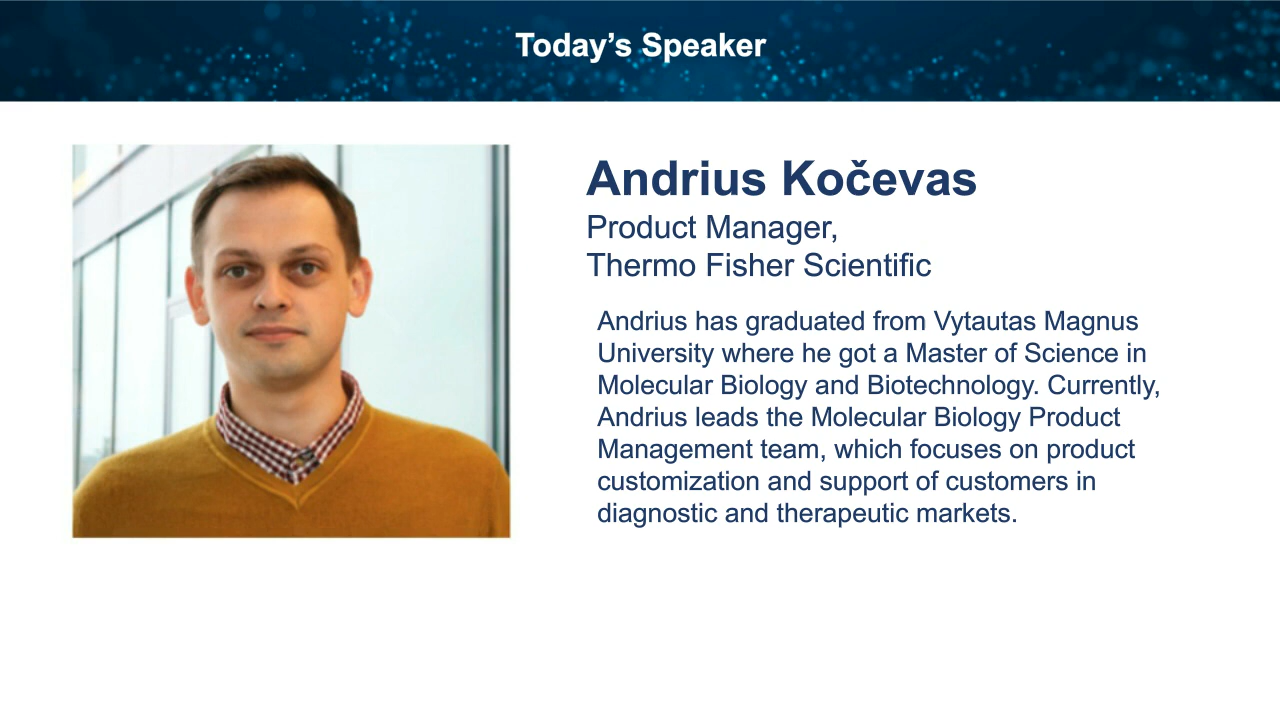 Today’s Speaker
Andrius Kočevas
Product Manager,
Thermo Fisher Scientific
Andrius has graduated from Vytautas Magnus
University where he got a Master of Science in
Molecular Biology and Biotechnology. Currently,
Andrius leads the Molecular Biology Product
Management team, which focuses on product
customization and support of customers in
diagnostic and therapeutic markets.